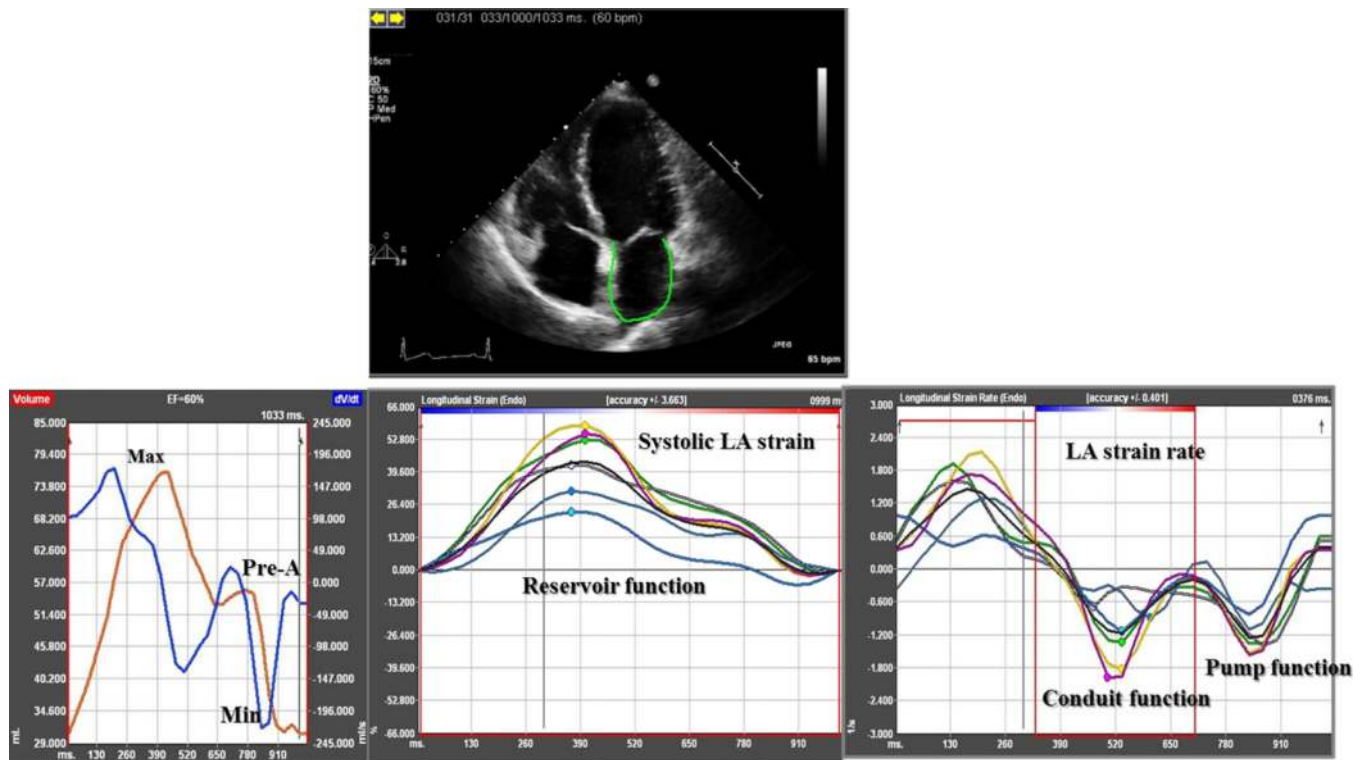 031/31 033/1000/1033 ms. (60 bpm)
15cm
2D
60%
C 50
P Med
HPen
JPEG
65 bpm
Volume EF=60% dV/dt
1033 ms.
85.000 245.000
79.400 196.000
73.800 147.000
68.200 98.000
62.600 49.000
57.000 0.000
51.400 -49.000
45.800 -98.000
40.200 -147.000
34.600 -196.000
29.000 -245.000
mL ml/s
ms. 130 260 390 520 650 780 910
Max
Pre-A
Min
Longitudinal Strain (Endo) [accuracy +/- 3.663] 0999 m
66.000
52.800
39.600
26.400
13.200
0.000
-13.200
-26.400
-39.600
-52.800
-66.000
%
ms. 130 390 520 650 780 910
Systolic LA strain
Reservoir function
Longitudinal Strain Rate (Endo) [accuracy +/- 0.401] 0376 ms.
3.000
2.400
1.800
1.200
0.600
0.000
-0.600
-1.200
-1.800
-2.400
-3.000
1/s
ms. 130 390 520 650 780 910
LA strain rate
Pump function
Conduit function